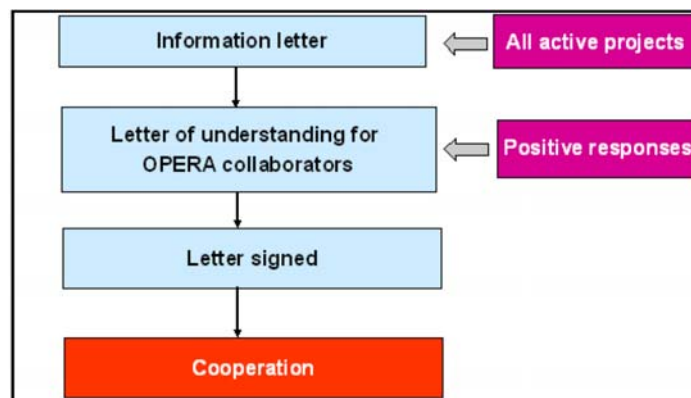 Information letter
All active projects
Letter of understanding for
OPERA collaborators
Positive responses
Letter signed
Cooperation